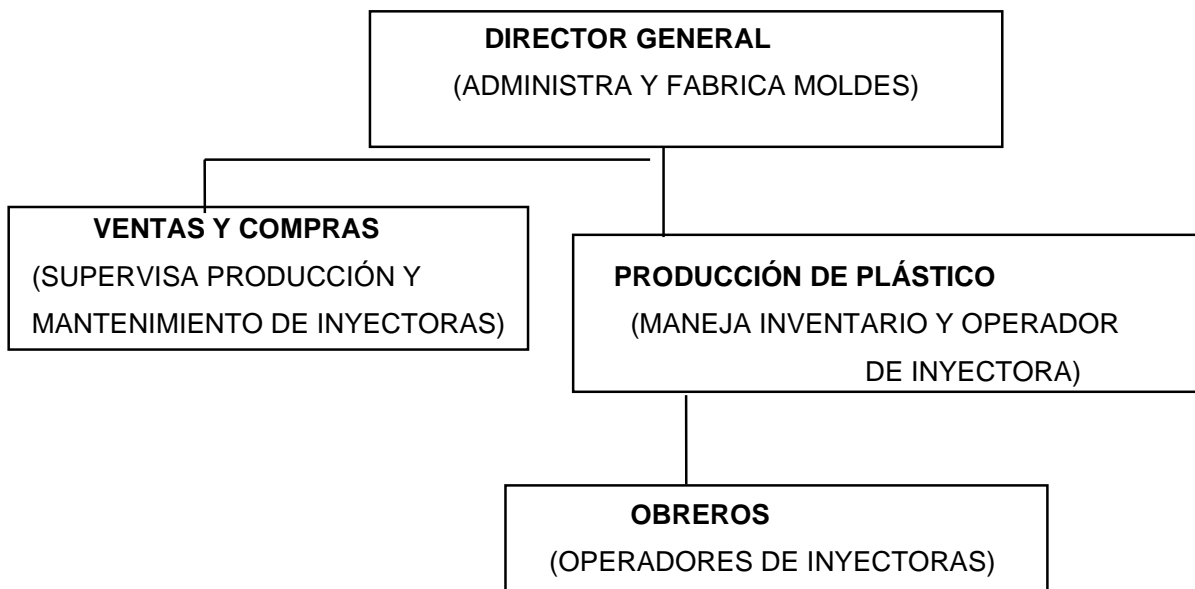 DIRECTOR GENERAL
(ADMINISTRA Y FABRICA MOLDES)
VENTAS Y COMPRAS
(SUPERVISA PRODUCCIÓN Y
MANTENIMIENTO DE INYECTORAS)
PRODUCCIÓN DE PLÁSTICO
(MANEJA INVENTARIO Y OPERADOR
DE INYECTORA)
OBREROS
(OPERADORES DE INYECTORAS)